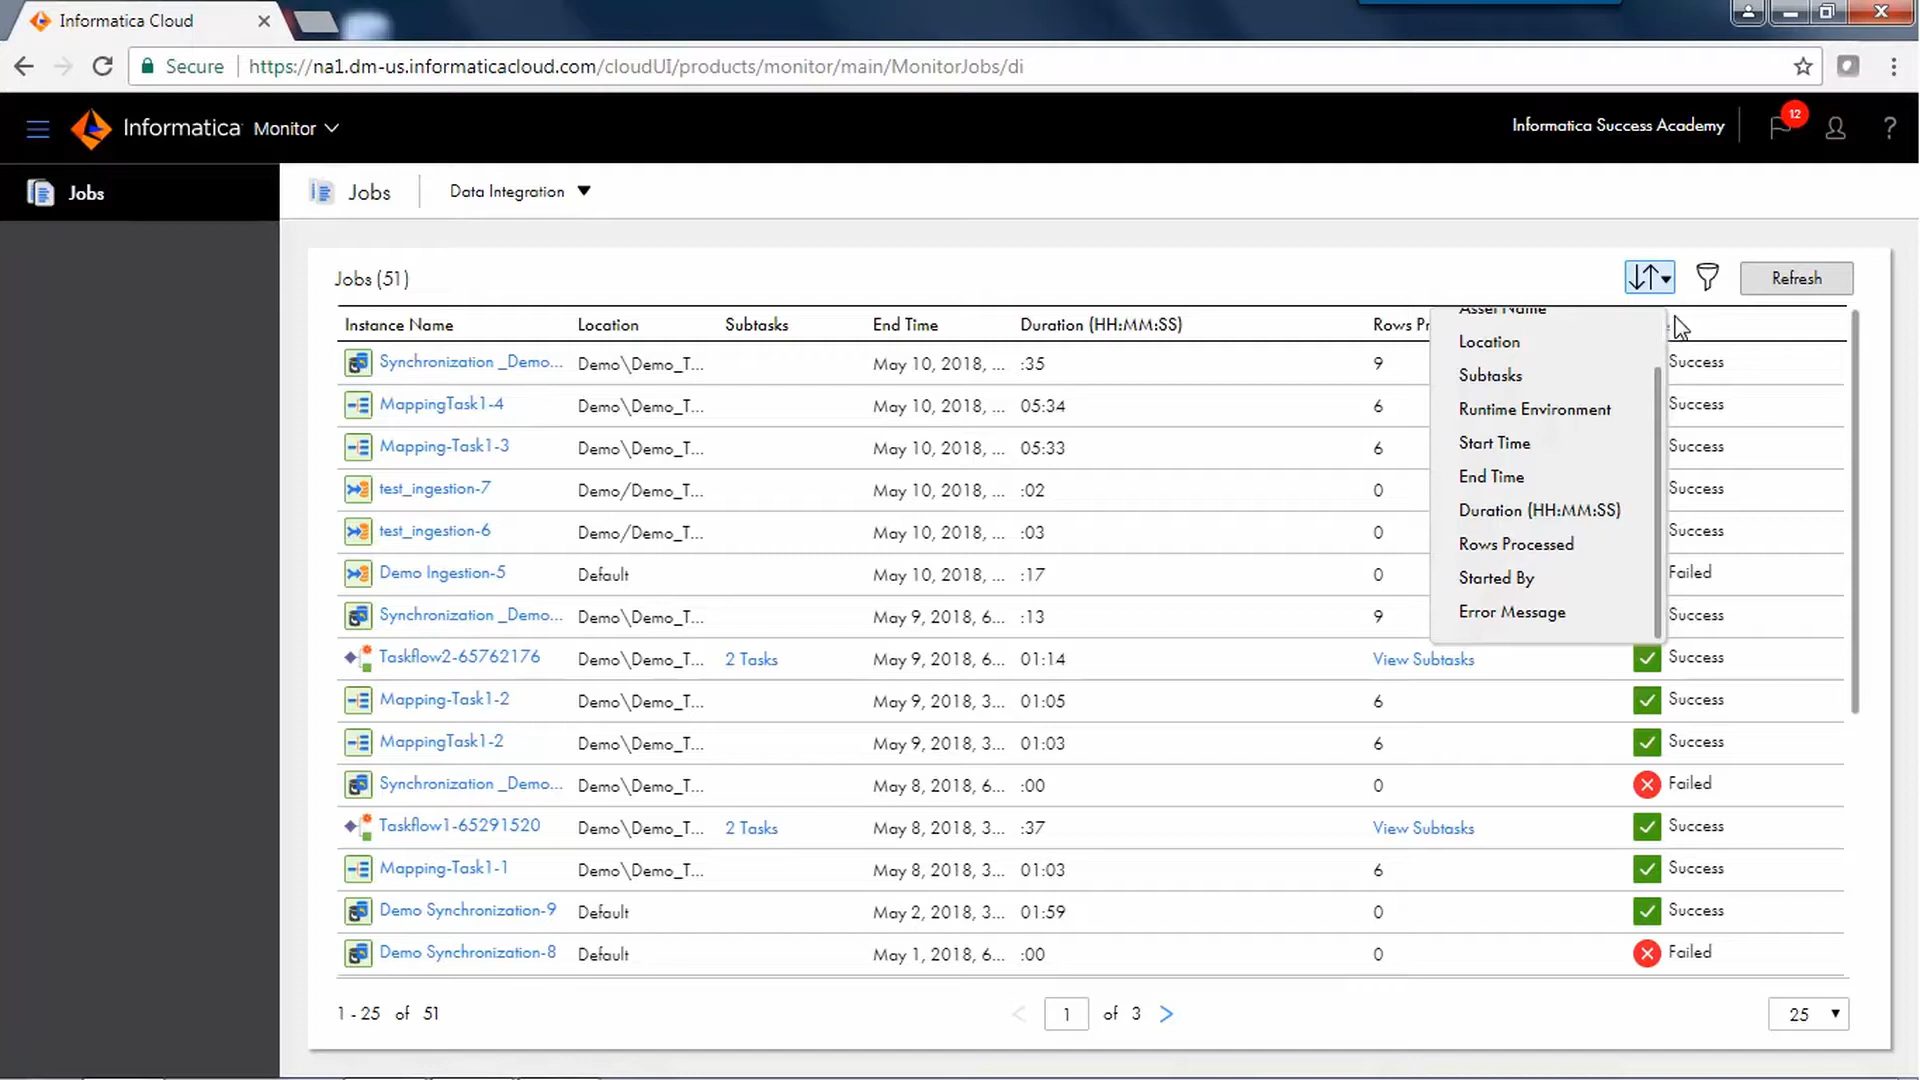 Informatica Cloud
Secure https://na1.dm-us.informaticacloud.com/cloudUI/products/monitor/main/MonitorJobs/di
Informatica Monitor Informatica Success Academy 12 ?
Jobs
Jobs Data Integration
Jobs (51) Refresh
Instance Name Location Subtasks End Time Duration (HH:MM:SS) Rows Pr
Synchronization _Demo... Demo\Demo_T... May 10, 2018, ... :35 9 Success
MappingTask1-4 Demo\Demo_T... May 10, 2018, ... 05:34 6 Success
Mapping-Task1-3 Demo\Demo_T... May 10, 2018, ... 05:33 6 Success
test_ingestion-7 Demo/Demo_T... May 10, 2018, ... :02 0 Success
test_ingestion-6 Demo/Demo_T... May 10, 2018, ... :03 0 Success
Demo Ingestion-5 Default May 10, 2018, ... :17 0 Failed
Synchronization _Demo... Demo\Demo_T... May 9, 2018, 6... :13 9 Success
Taskflow2-65762176 Demo\Demo_T... 2 Tasks May 9, 2018, 6... 01:14 View Subtasks Success
Mapping-Task1-2 Demo\Demo_T... May 9, 2018, 3... 01:05 6 Success
MappingTask1-2 Demo\Demo_T... May 9, 2018, 3... 01:03 6 Success
Synchronization _Demo... Demo\Demo_T... May 8, 2018, 6... :00 0 Failed
Taskflow1-65291520 Demo\Demo_T... 2 Tasks May 8, 2018, 6... :37 View Subtasks Success
Mapping-Task1-1 Demo\Demo_T... May 8, 2018, 3... 01:03 6 Success
Demo Synchronization-9 Default May 2, 2018, 3... 01:59 0 Success
Demo Synchronization-8 Default May 1, 2018, 6... :00 0 Failed
Asset Name
Location
Subtasks
Runtime Environment
Start Time
End Time
Duration (HH:MM:SS)
Rows Processed
Started By
Error Message
1 - 25 of 51 1 of 3 25